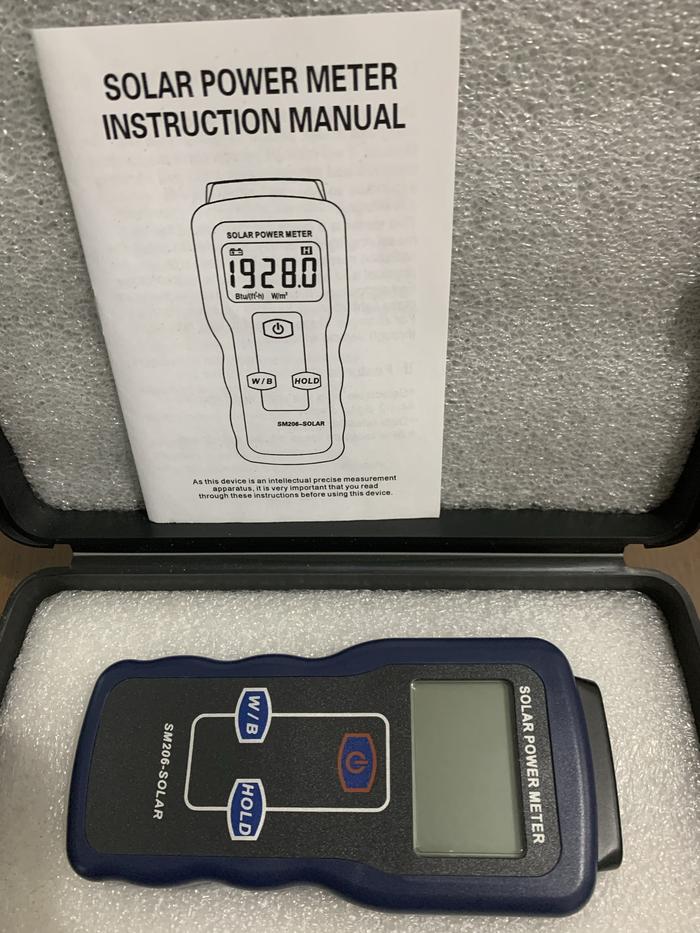 SOLAR POWER METER
INSTRUCTION MANUAL
SOLAR POWER METER
H
1928.0
Btu/(ft²·h) W/m²
W/B
HOLD
SM206-SOLAR
As this device is an intellectual precise measurement
apparatus, it is very important that you read
through these instructions before using this device.
SOLAR POWER METER
W/B
HOLD
SM206-SOLAR